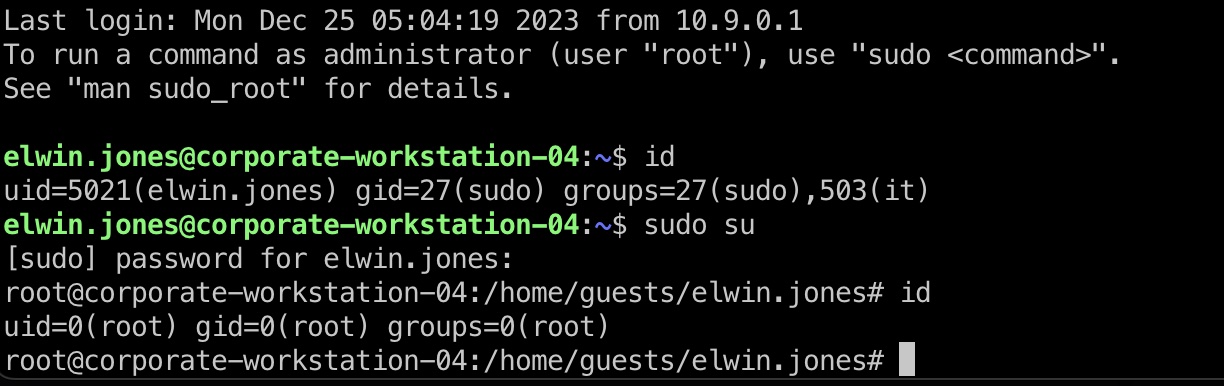 Last login: Mon Dec 25 05:04:19 2023 from 10.9.0.1
To run a command as administrator (user "root"), use "sudo <command>".
See "man sudo_root" for details.
elwin.jones@corporate-workstation-04:~$ id
uid=5021(elwin.jones) gid=27(sudo) groups=27(sudo),503(it)
elwin.jones@corporate-workstation-04:~$ sudo su
[sudo] password for elwin.jones:
root@corporate-workstation-04:/home/guests/elwin.jones# id
uid=0(root) gid=0(root) groups=0(root)
root@corporate-workstation-04:/home/guests/elwin.jones#